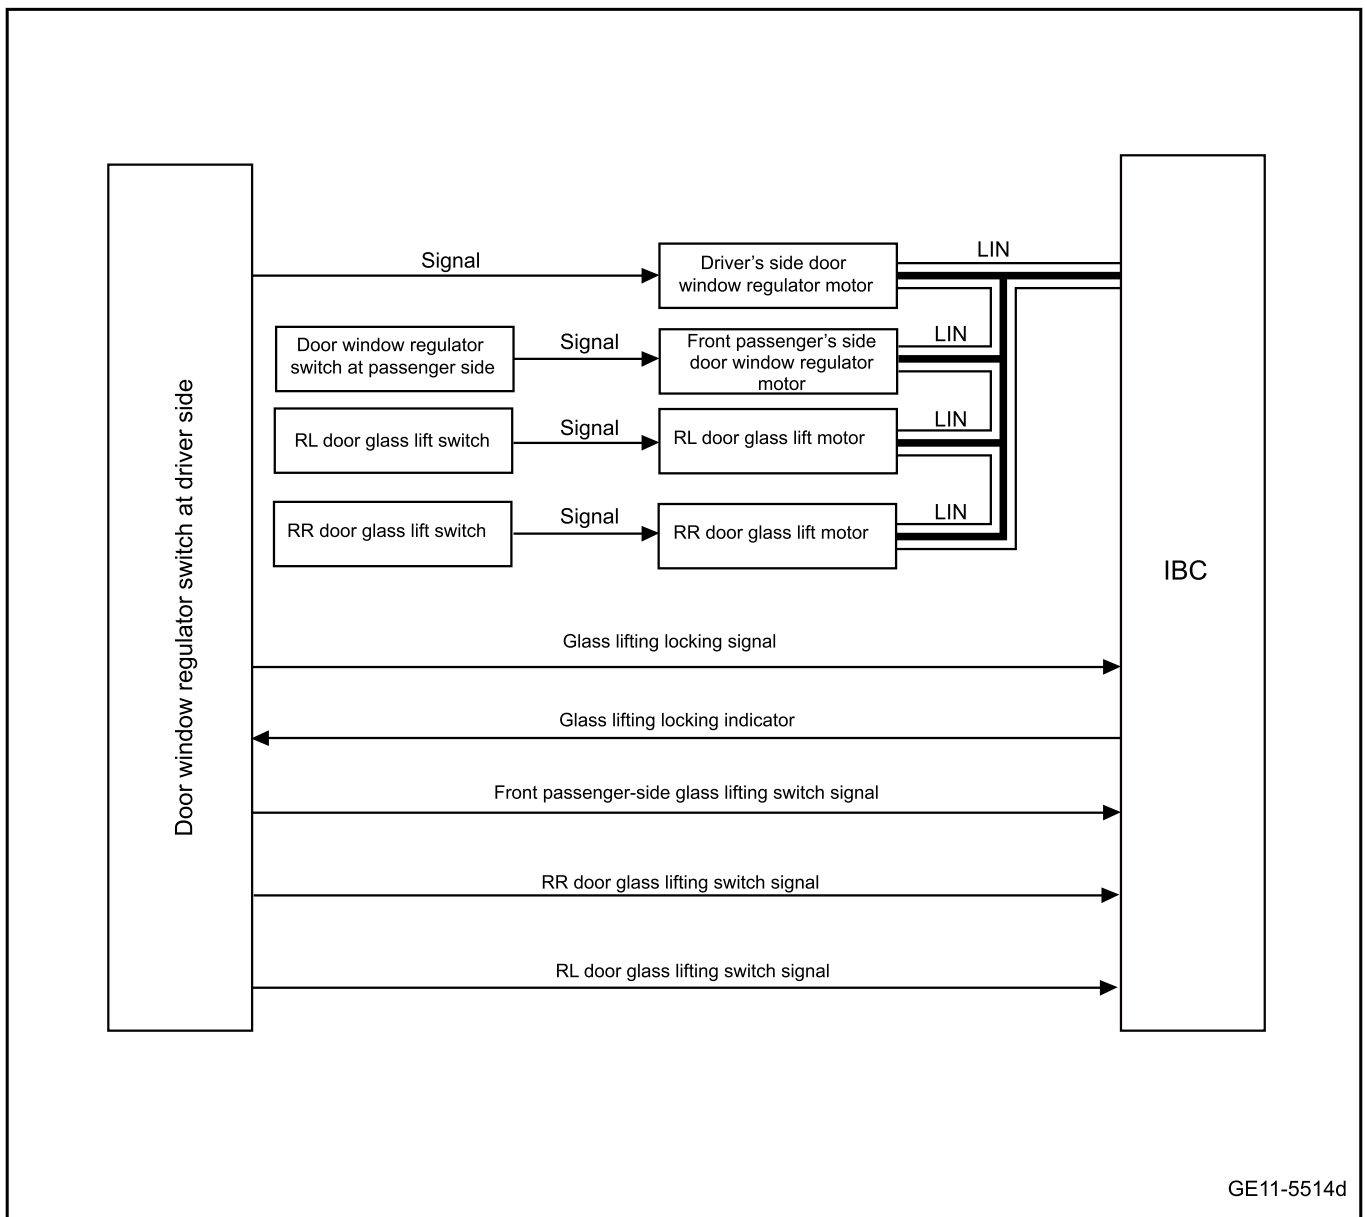 Door window regulator switch at driver side
Signal
Driver's side door
window regulator motor
LIN
Door window regulator
switch at passenger side
Signal
Front passenger's side
door window regulator
motor
LIN
RL door glass lift switch
Signal
RL door glass lift motor
LIN
RR door glass lift switch
Signal
RR door glass lift motor
LIN
IBC
Glass lifting locking signal
Glass lifting locking indicator
Front passenger-side glass lifting switch signal
RR door glass lifting switch signal
RL door glass lifting switch signal
GE11-5514d